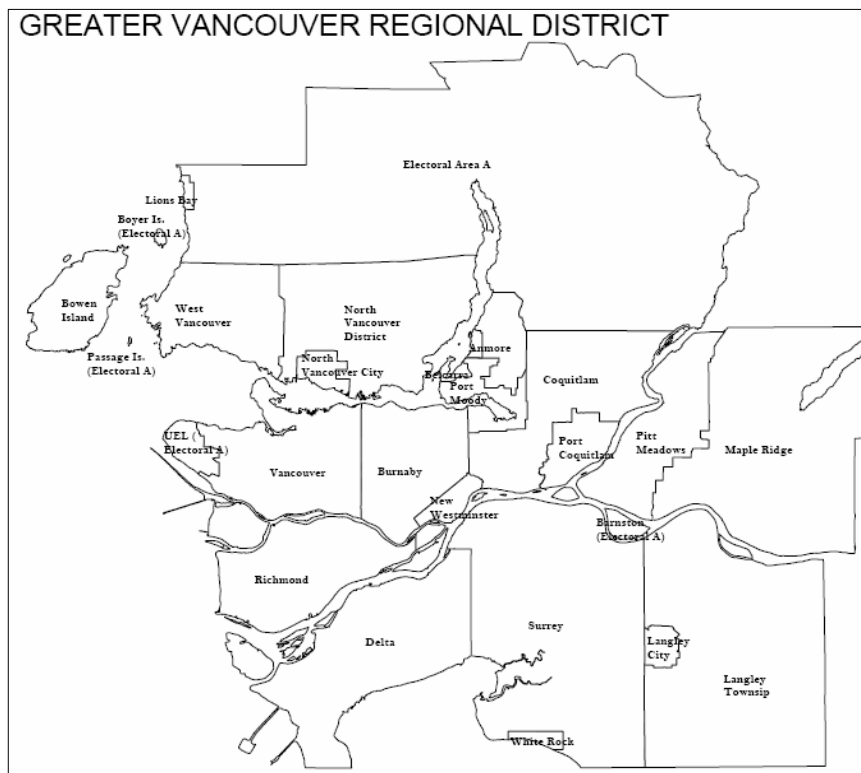 GREATER VANCOUVER REGIONAL DISTRICT
Electoral Area A
Lions Bay
Boyer Is.
(Electoral A)
Bowen
Island
West
Vancouver
North
Vancouver
District
Passage Is.
(Electoral A)
North
Vancouver City
Anmore
Belcarra
Port
Moody
Coquitlam
UEL (
Electoral A)
Vancouver
Burnaby
Port
Coquitlam
Pitt
Meadows
Maple Ridge
New
Westminster
Barnston
(Electoral A)
Richmond
Delta
Surrey
Langley
City
Langley
Townsip
White Rock